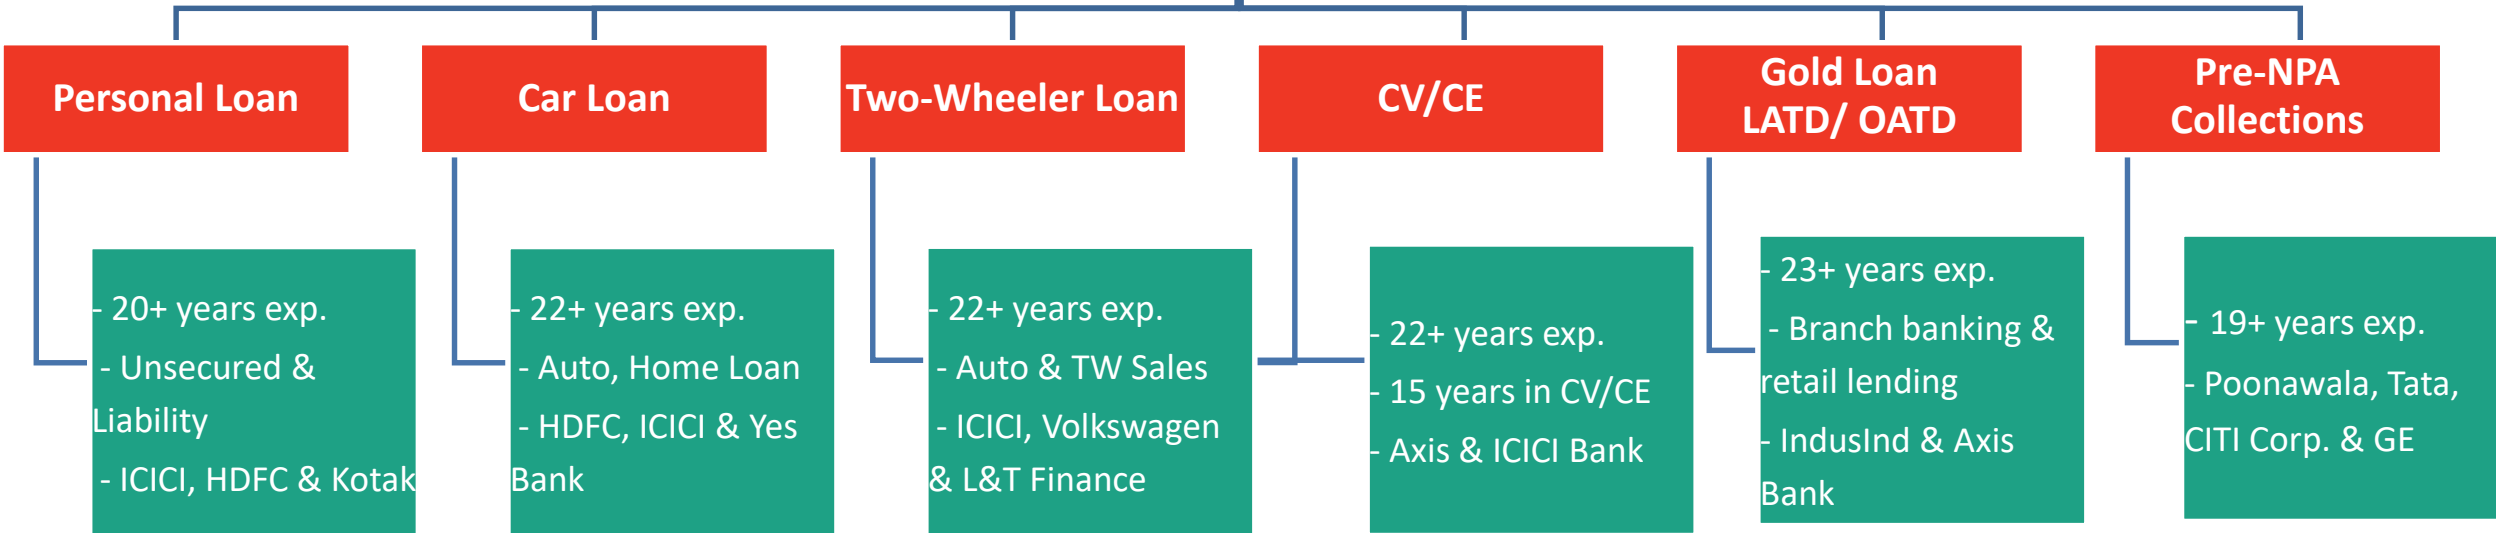 Personal Loan
Car Loan
Two-Wheeler Loan
CV/CE
Gold Loan
LATD/ OATD
Pre-NPA
Collections
- 20+ years exp.
- Unsecured &
Liability
- ICICI, HDFC & Kotak
- 22+ years exp.
- Auto, Home Loan
- HDFC, ICICI & Yes
Bank
- 22+ years exp.
- Auto & TW Sales
- ICICI, Volkswagen
& L&T Finance
- 22+ years exp.
- 15 years in CV/CE
- Axis & ICICI Bank
- 23+ years exp.
- Branch banking &
retail lending
- IndusInd & Axis
Bank
- 19+ years exp.
- Poonawala, Tata,
CITI Corp. & GE